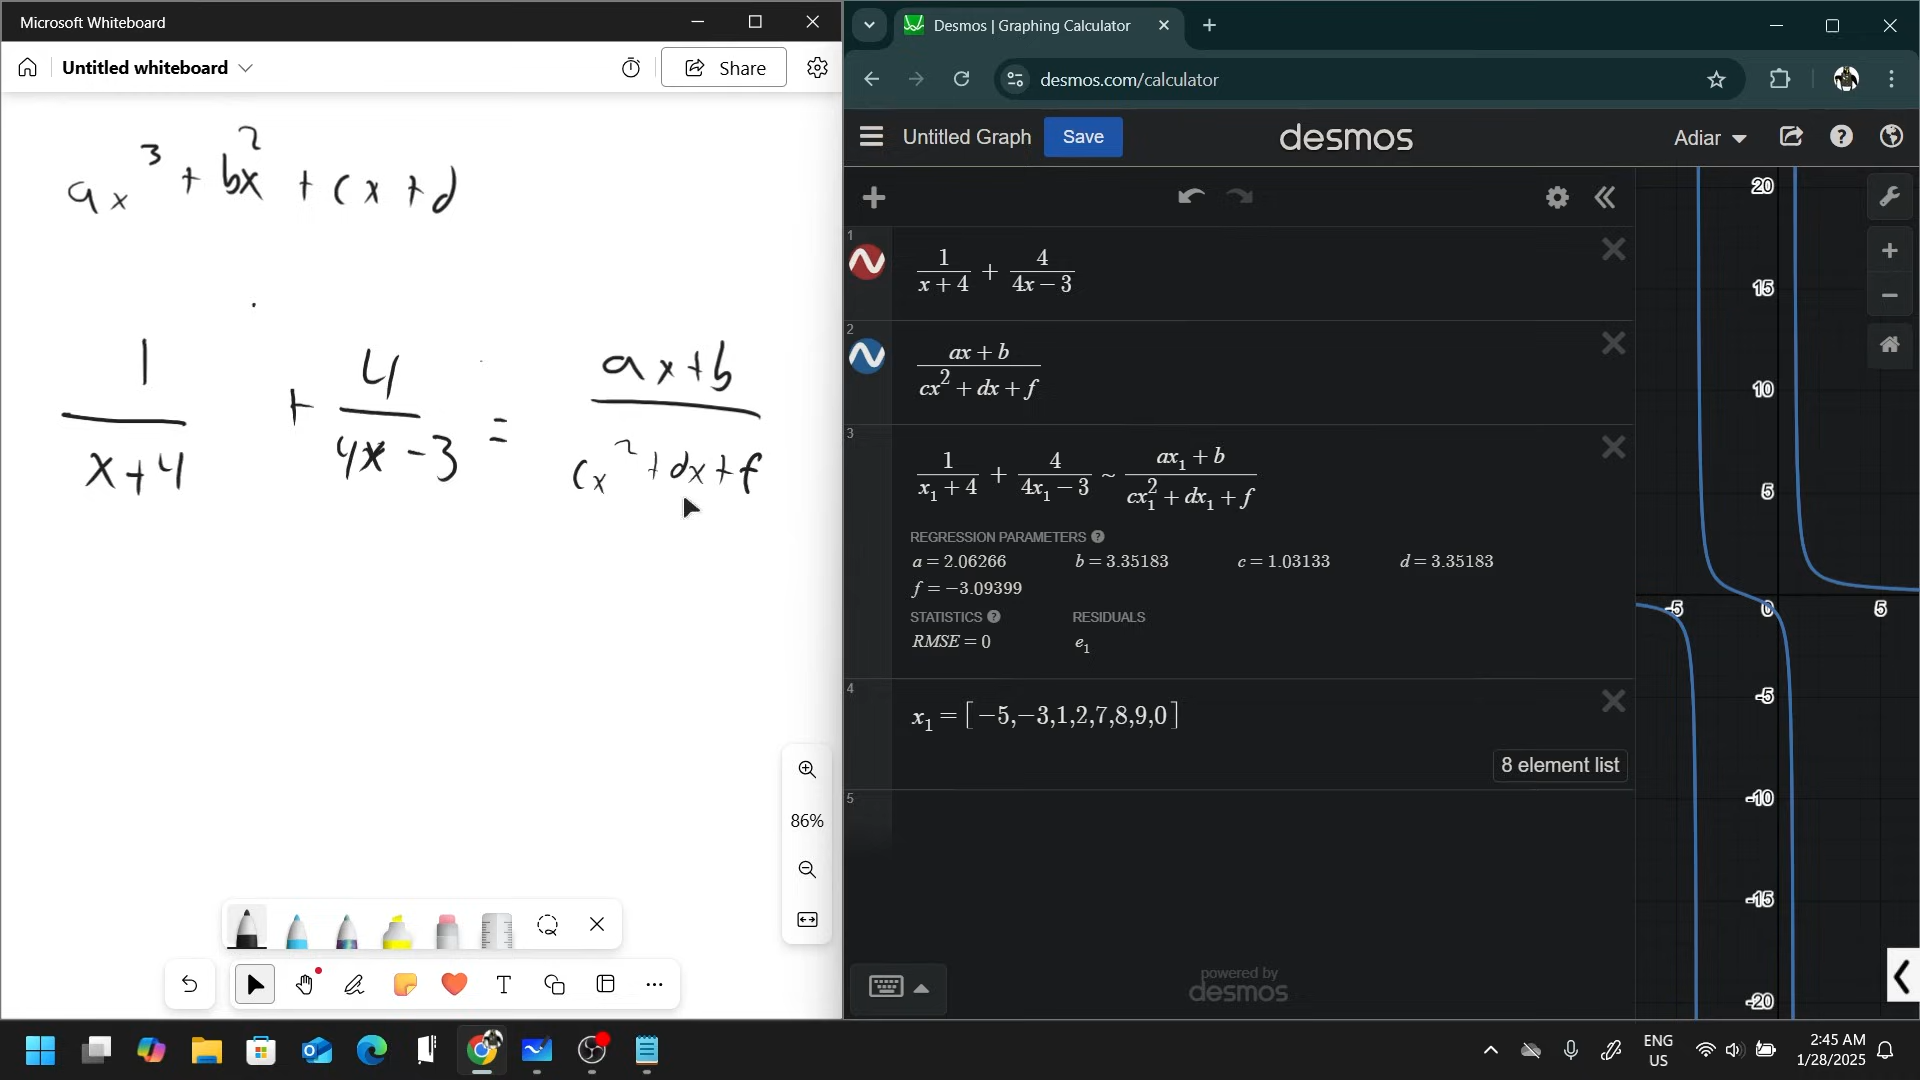 Microsoft Whiteboard
Untitled whiteboard
Share
ax³ + bx² + cx + d
1/(x+4) + 4/(4x-3) = (ax+b)/(cx²+dx+f)
86%
Desmos | Graphing Calculator
desmos.com/calculator
Untitled Graph Save desmos Adiar
1
1/(x+4) + 4/(4x−3)
2
(ax+b)/(cx²+dx+f)
3
1/(x₁+4) + 4/(4x₁−3) ~ (ax₁+b)/(cx₁²+dx₁+f)
REGRESSION PARAMETERS
a = 2.06266 b = 3.35183 c = 1.03133 d = 3.35183
f = −3.09399
STATISTICS RESIDUALS
RMSE = 0 e₁
4
x₁ = [−5,−3,1,2,7,8,9,0]
8 element list
5
powered by
desmos
20
15
10
5
-5 0 5
-5
-10
-15
-20
ENG
US
2:45 AM
1/28/2025